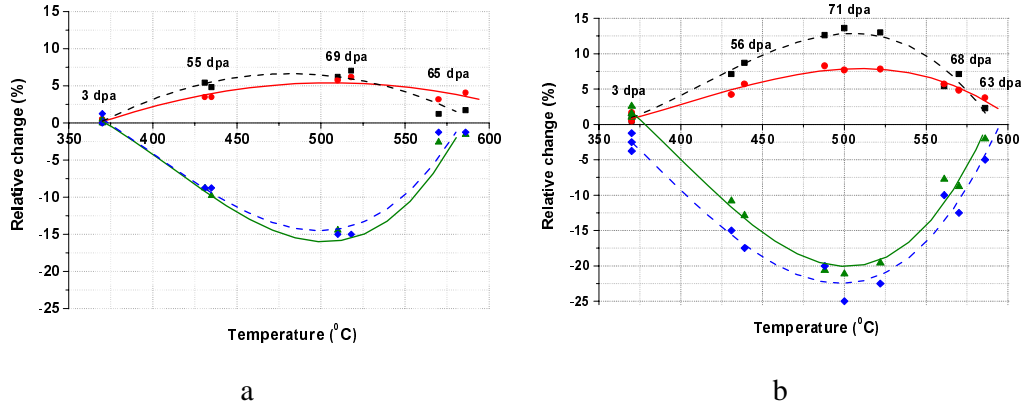 15
10
5
0
-5
-10
-15
-20
-25
350 400 450 500 550 600
Relative change (%)
Temperature (⁰C)
3 dpa
55 dpa
69 dpa
65 dpa
a
15
10
5
0
-5
-10
-15
-20
-25
350 400 450 500 550 600
Relative change (%)
Temperature (⁰C)
3 dpa
56 dpa
71 dpa
68 dpa
63 dpa
b